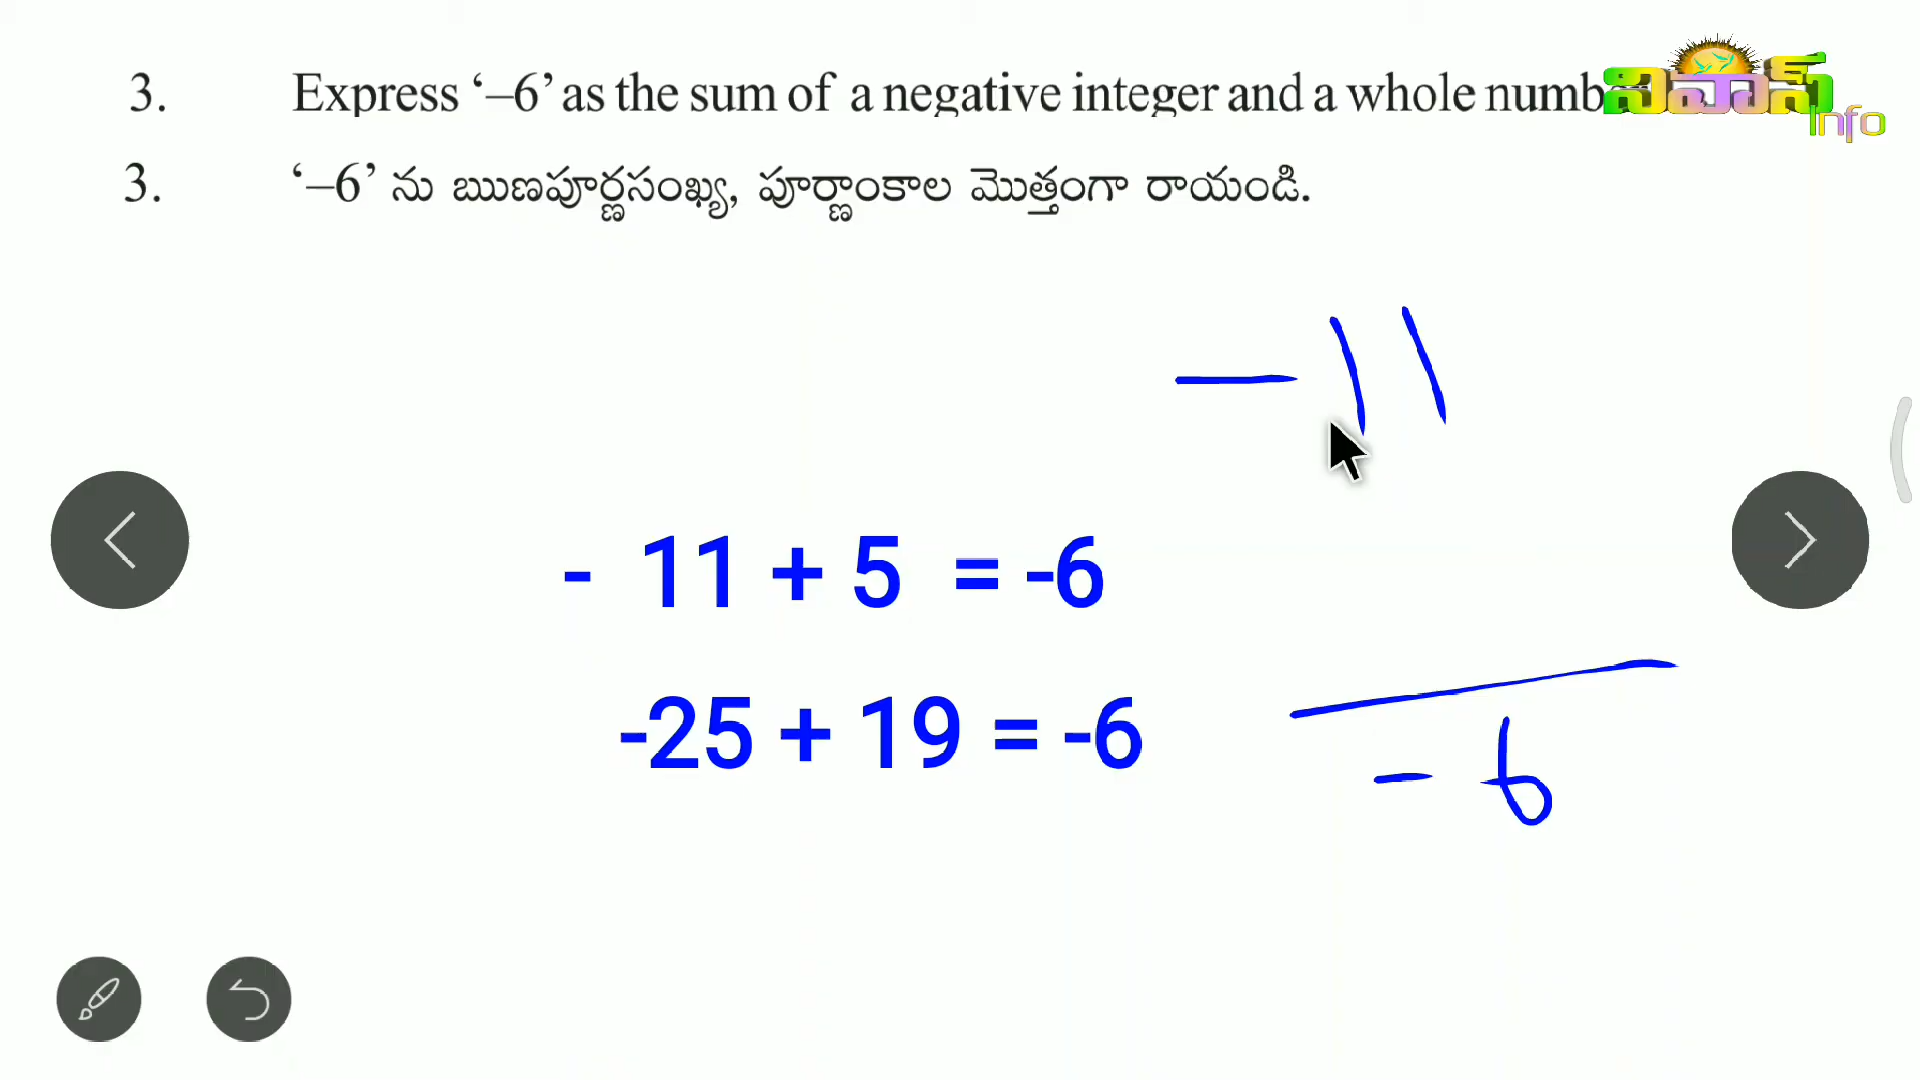 3. Express ‘–6’ as the sum of a negative integer and a whole
3. ‘–6’ ను ఋణపూర్ణసంఖ్య, పూర్ణాంకాల మొత్తంగా రాయండి.
Info
- 11
- 11 + 5 = -6
-25 + 19 = -6
- 6